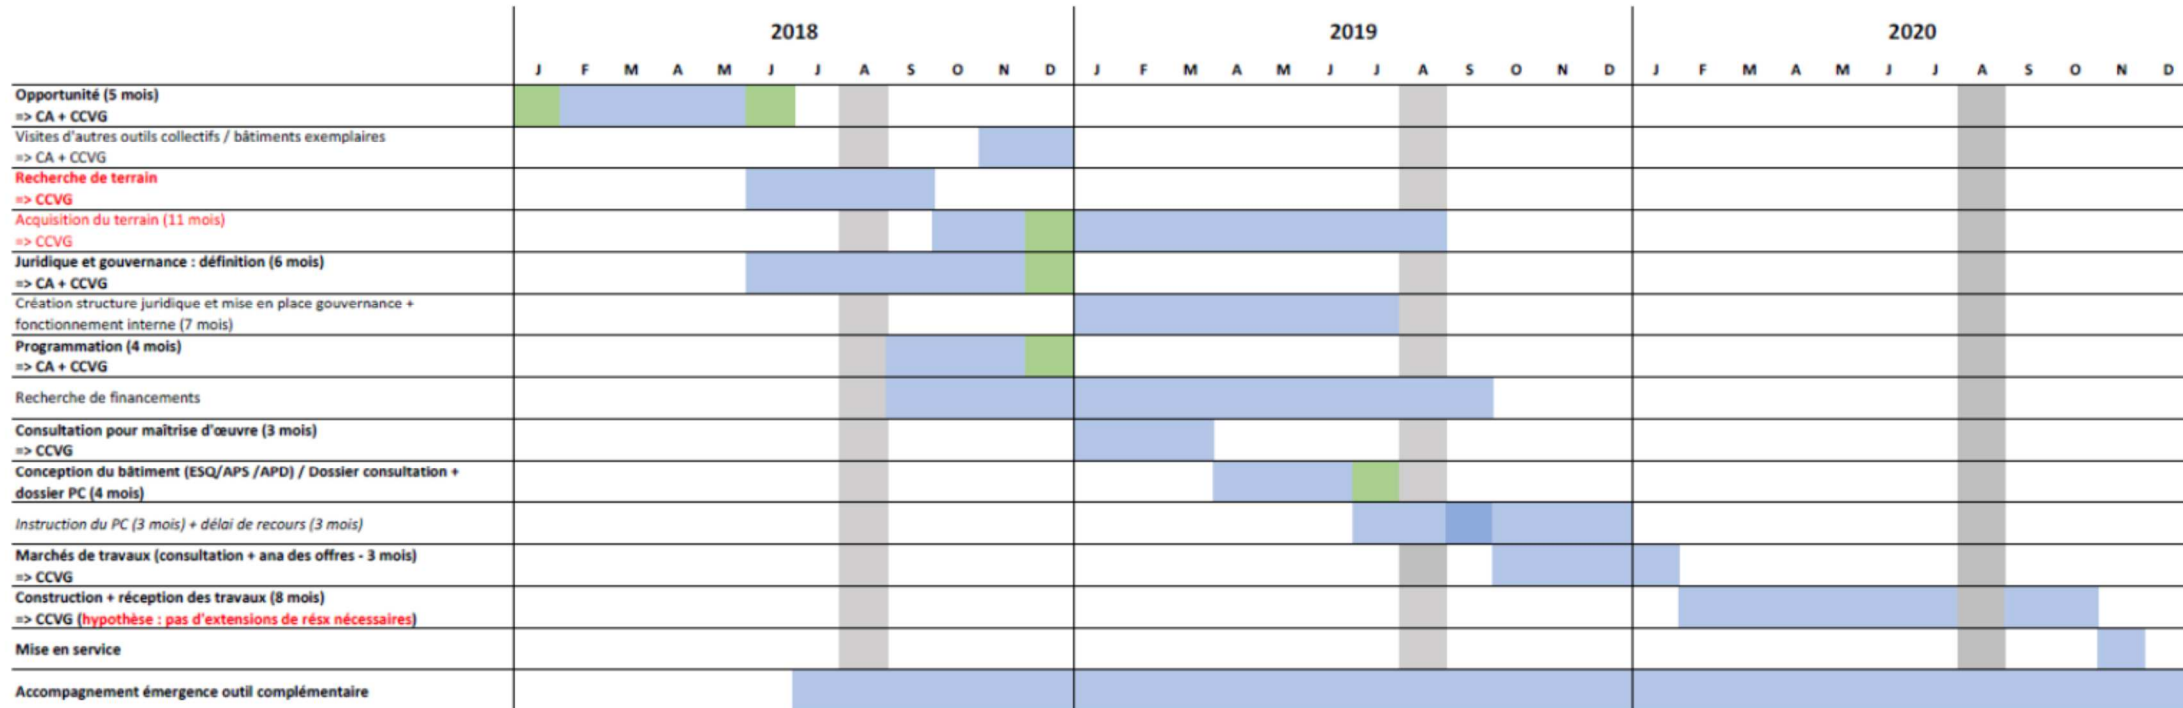 2018 2019 2020
J F M A M J J A S O N D J F M A M J J A S O N D J F M A M J J A S O N D
Opportunité (5 mois)
=> CA + CCVG
Visites d'autres outils collectifs / bâtiments exemplaires
=> CA + CCVG
Recherche de terrain
=> CCVG
Acquisition du terrain (11 mois)
=> CCVG
Juridique et gouvernance : définition (6 mois)
=> CA + CCVG
Création structure juridique et mise en place gouvernance +
fonctionnement interne (7 mois)
Programmation (4 mois)
=> CA + CCVG
Recherche de financements
Consultation pour maîtrise d'œuvre (3 mois)
=> CCVG
Conception du bâtiment (ESQ/APS /APD) / Dossier consultation +
dossier PC (4 mois)
Instruction du PC (3 mois) + délai de recours (3 mois)
Marchés de travaux (consultation + ana des offres - 3 mois)
=> CCVG
Construction + réception des travaux (8 mois)
=> CCVG (hypothèse : pas d'extensions de résx nécessaires)
Mise en service
Accompagnement émergence outil complémentaire